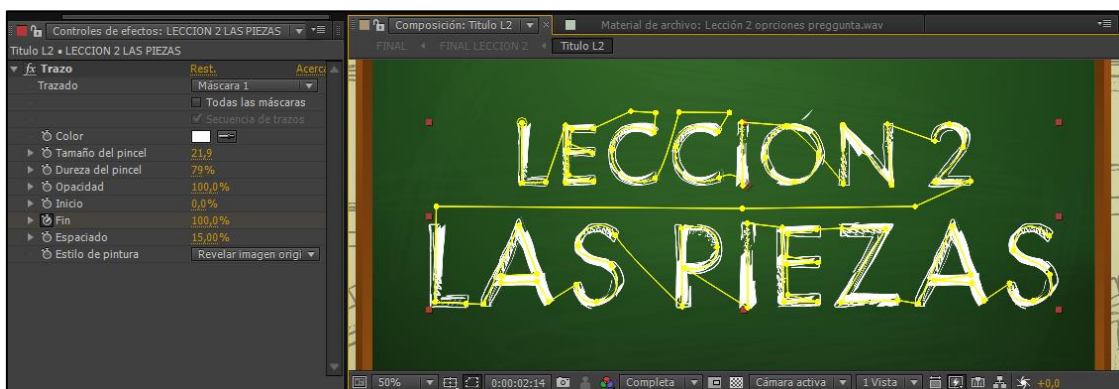 Controles de efectos: LECCION 2 LAS PIEZAS
Titulo L2 • LECCION 2 LAS PIEZAS
fx Trazo Rest. Acerca
Trazado Máscara 1
Todas las máscaras
Secuencia de trazos
Color
Tamaño del pincel 21,9
Dureza del pincel 79%
Opacidad 100,0%
Inicio 0,0%
Fin 100,0%
Espaciado 15,00%
Estilo de pintura Revelar imagen origi
Composición: Titulo L2 Material de archivo: Lección 2 oprciones preggunta.wav
FINAL FINAL LECCION 2 Titulo L2
LECCIÓN 2
LAS PIEZAS
50% 0:00:02:14 Completa Cámara activa 1 Vista +0,0